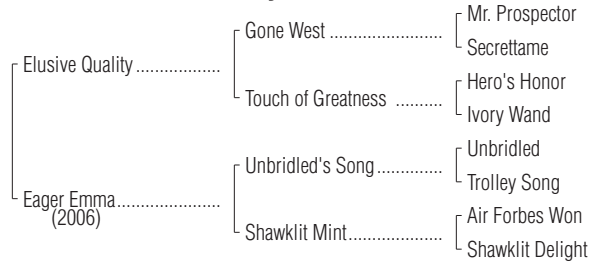 Mr. Prospector
Gone West
Secrettame
Elusive Quality
Hero's Honor
Touch of Greatness
Ivory Wand
Unbridled
Unbridled's Song
Trolley Song
Eager Emma
(2006)
Air Forbes Won
Shawklit Mint
Shawklit Delight